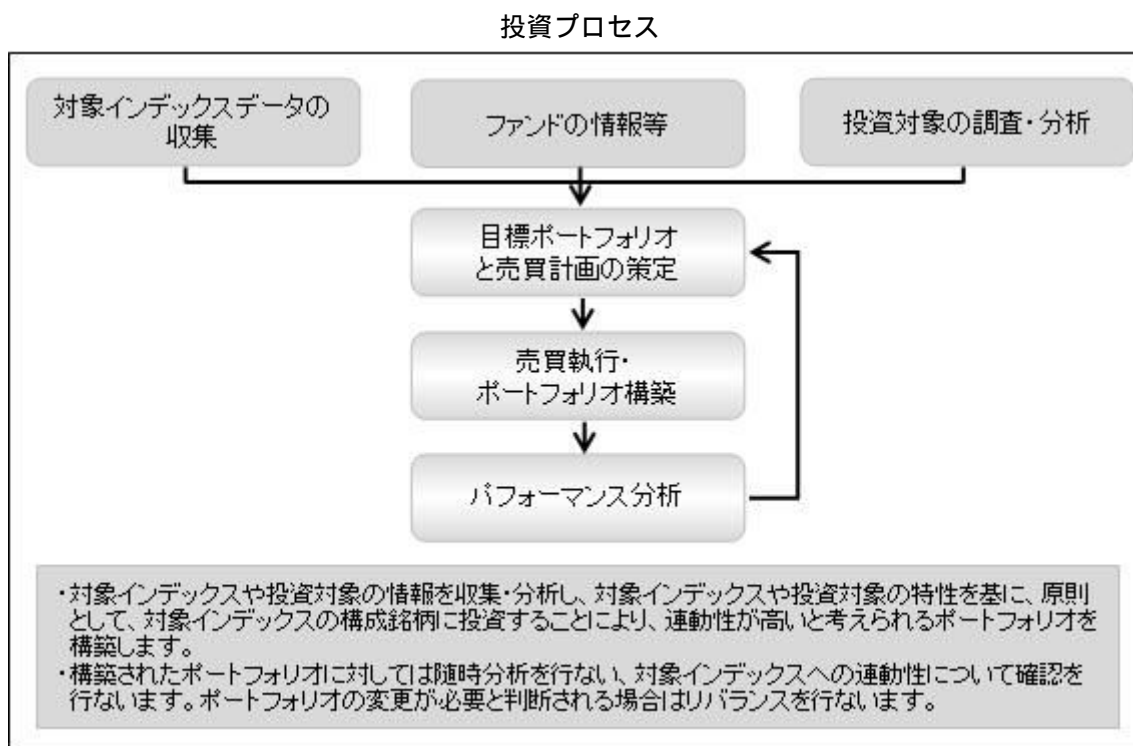 投資プロセス
対象インデックスデータの
収集
ファンドの情報等
投資対象の調査・分析
目標ポートフォリオ
と売買計画の策定
売買執行・
ポートフォリオ構築
パフォーマンス分析
・対象インデックスや投資対象の情報を収集・分析し、対象インデックスや投資対象の特性を基に、原則
として、対象インデックスの構成銘柄に投資することにより、連動性が高いと考えられるポートフォリオを
構築します。
・構築されたポートフォリオに対しては随時分析を行ない、対象インデックスへの連動性について確認を
行ないます。ポートフォリオの変更が必要と判断される場合はリバランスを行ないます。